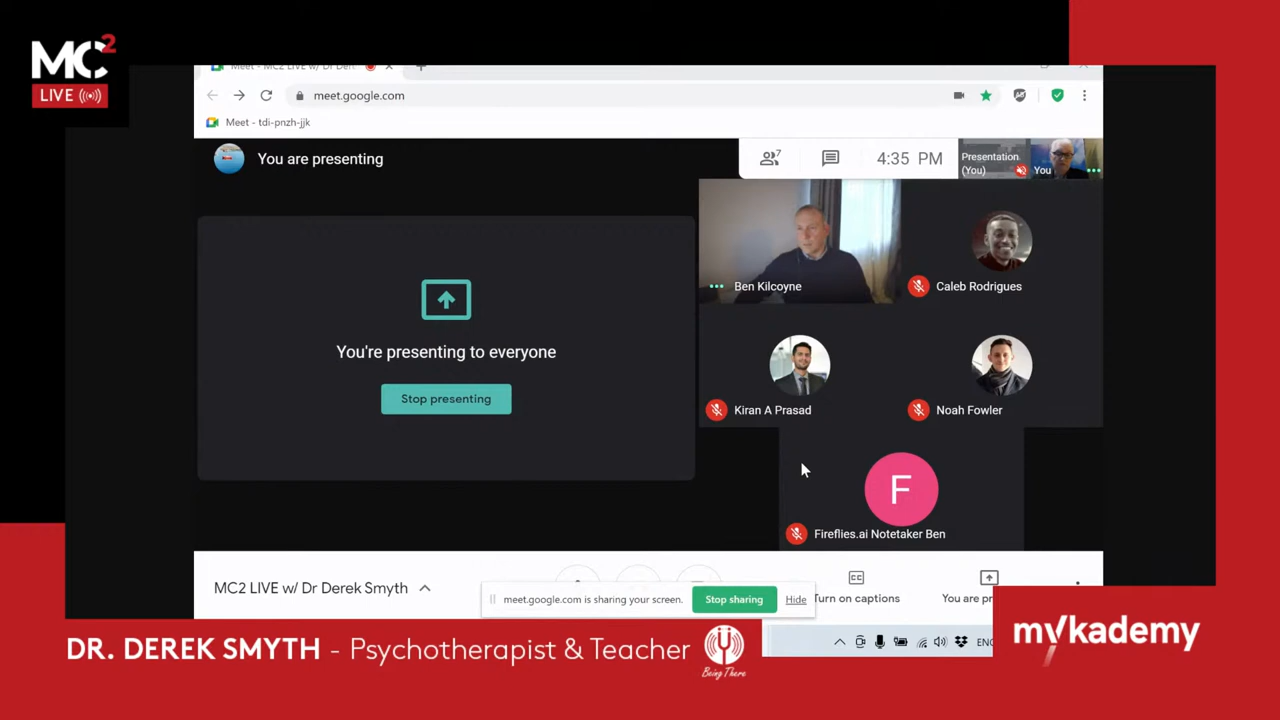 MC2
LIVE
Meet - MC2 LIVE w/ Dr Der
meet.google.com
Meet - tdi-pnzh-jjk
You are presenting
7
4:35 PM
Presentation
(You)
You
Ben Kilcoyne
Caleb Rodrigues
You're presenting to everyone
Stop presenting
Kiran A Prasad
Noah Fowler
F
Fireflies.ai Notetaker Ben
MC2 LIVE w/ Dr Derek Smyth
meet.google.com is sharing your screen.
Stop sharing
Hide
Turn on captions
You are pre
ENG
DR. DEREK SMYTH - Psychotherapist & Teacher
Being There
mykademy